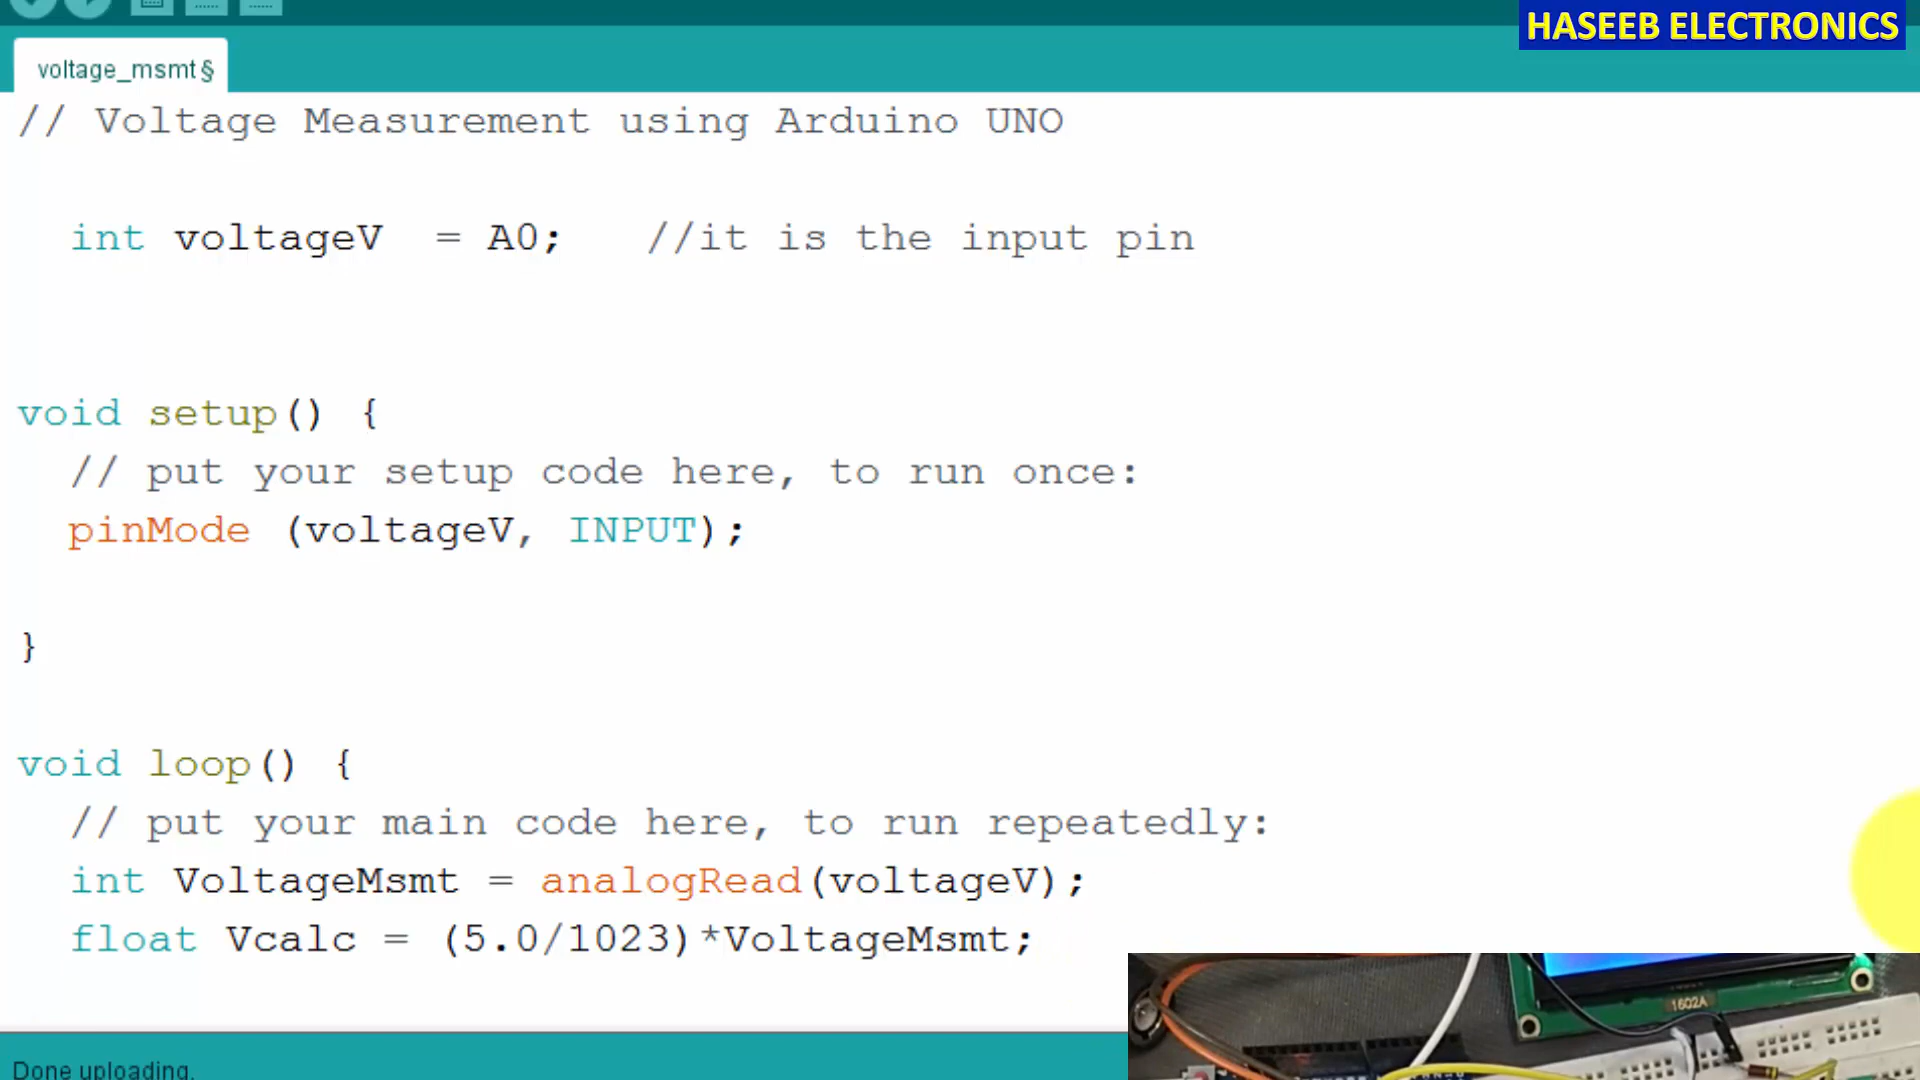 HASEEB ELECTRONICS
voltage_msmt §
// Voltage Measurement using Arduino UNO
int voltageV = A0; //it is the input pin
void setup() {
// put your setup code here, to run once:
pinMode (voltageV, INPUT);
}
void loop() {
// put your main code here, to run repeatedly:
int VoltageMsmt = analogRead(voltageV);
float Vcalc = (5.0/1023)*VoltageMsmt;
1602A
Done uploading.